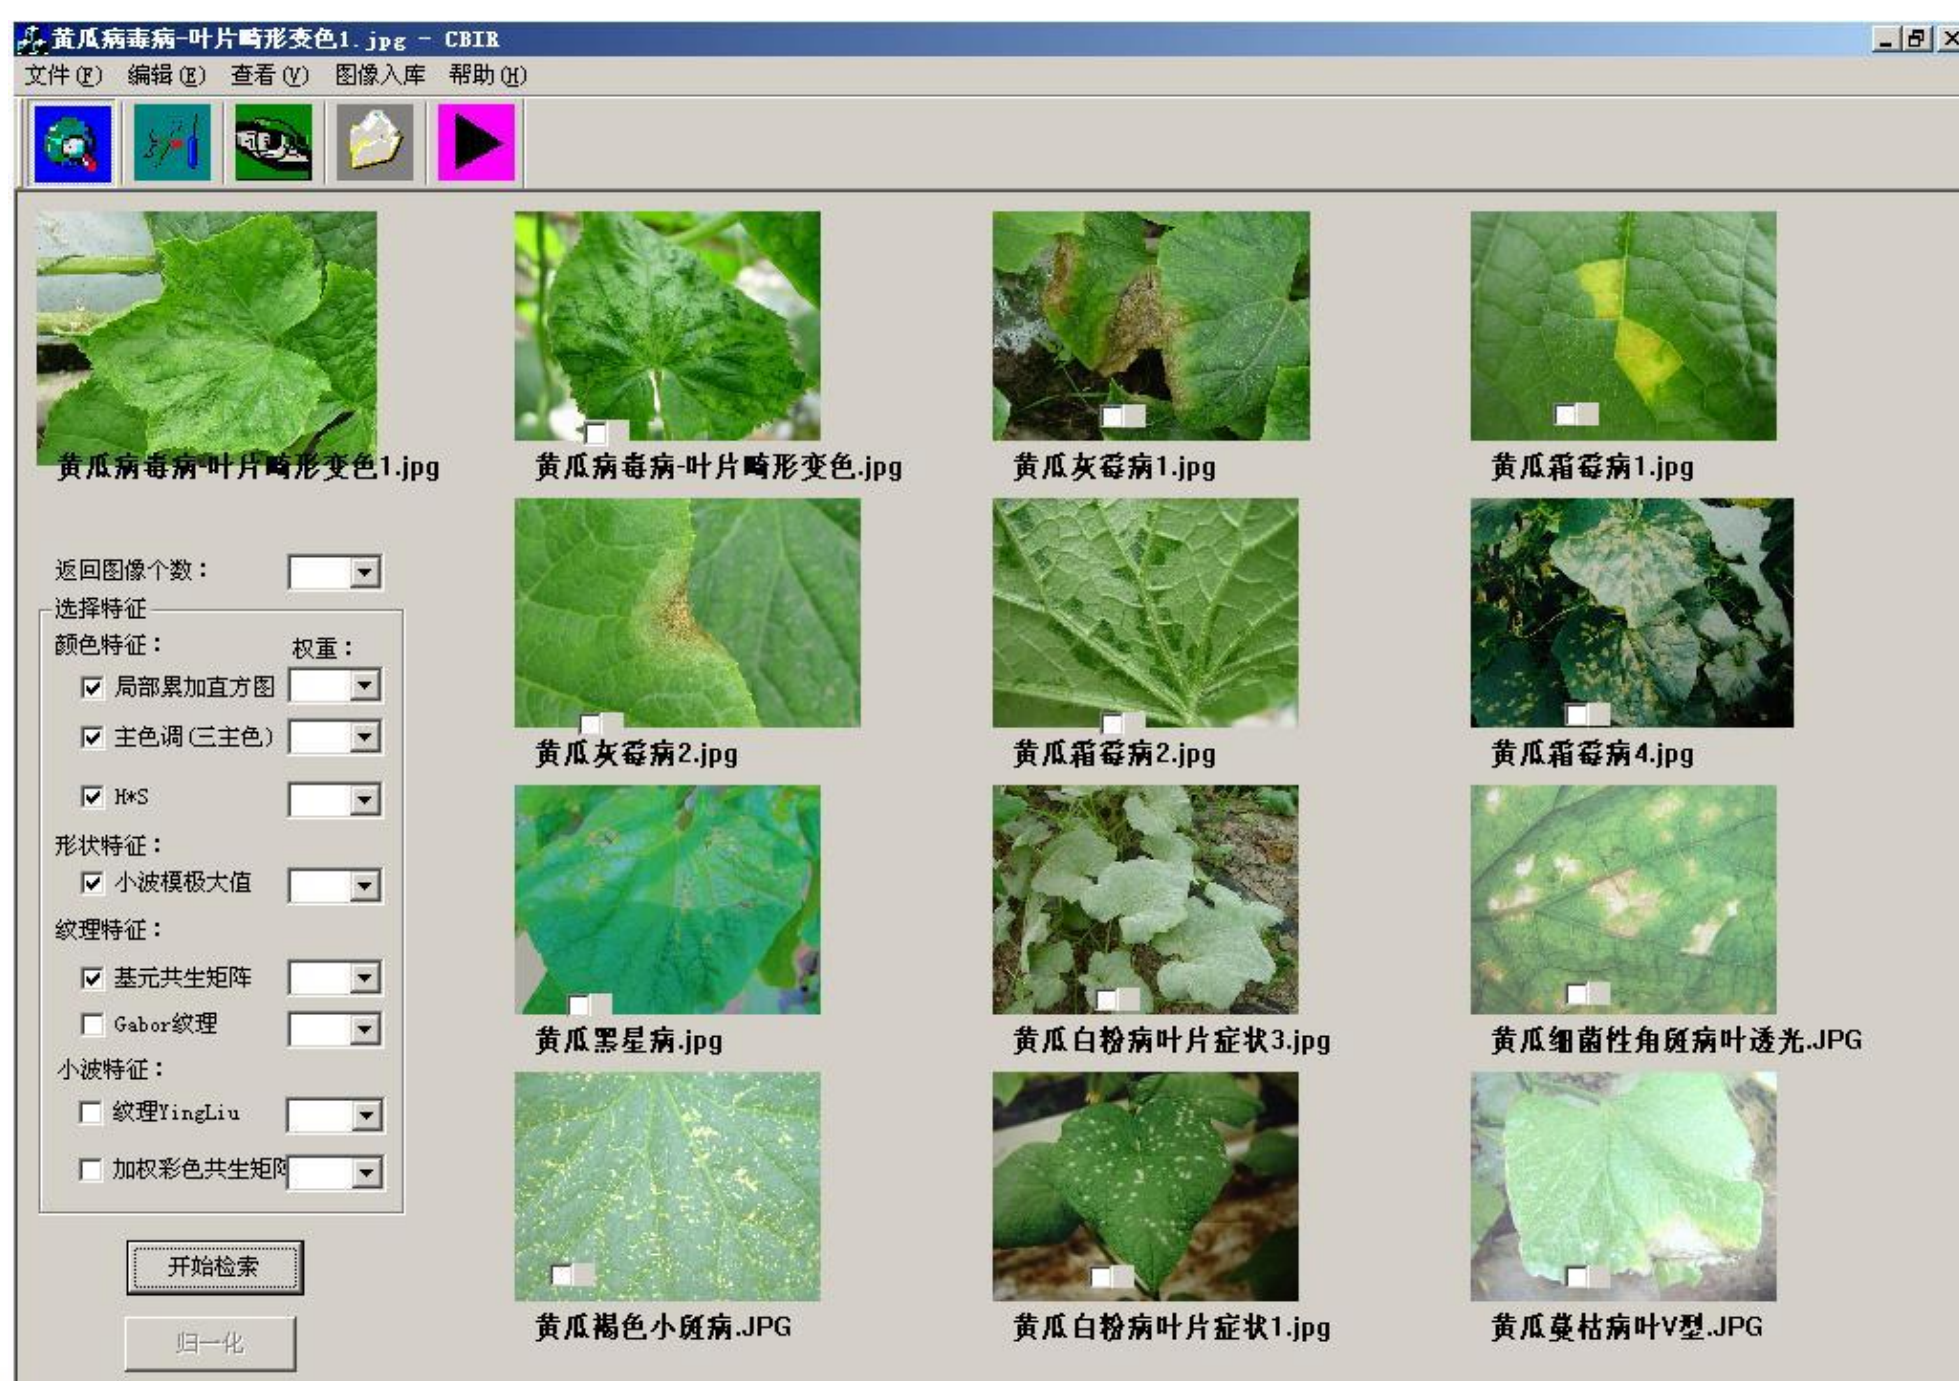 黄瓜病毒病-叶片畸形变色1.jpg - CBIR
文件(F) 编辑(E) 查看(V) 图像入库 帮助(H)
黄瓜病毒病-叶片畸形变色1.jpg
黄瓜病毒病-叶片畸形变色.jpg
黄瓜灰霉病1.jpg
黄瓜霜霉病1.jpg
黄瓜灰霉病2.jpg
黄瓜霜霉病2.jpg
黄瓜霜霉病4.jpg
黄瓜黑星病.jpg
黄瓜白粉病叶片症状3.jpg
黄瓜细菌性角斑病叶透光.JPG
黄瓜褐色小斑病.JPG
黄瓜白粉病叶片症状1.jpg
黄瓜蔓枯病叶V型.JPG
返回图像个数：
选择特征
颜色特征： 权重：
局部累加直方图
主色调(三主色)
H*S
形状特征：
小波模极大值
纹理特征：
基元共生矩阵
Gabor纹理
小波特征：
纹理YingLiu
加权彩色共生矩阵
开始检索
归一化